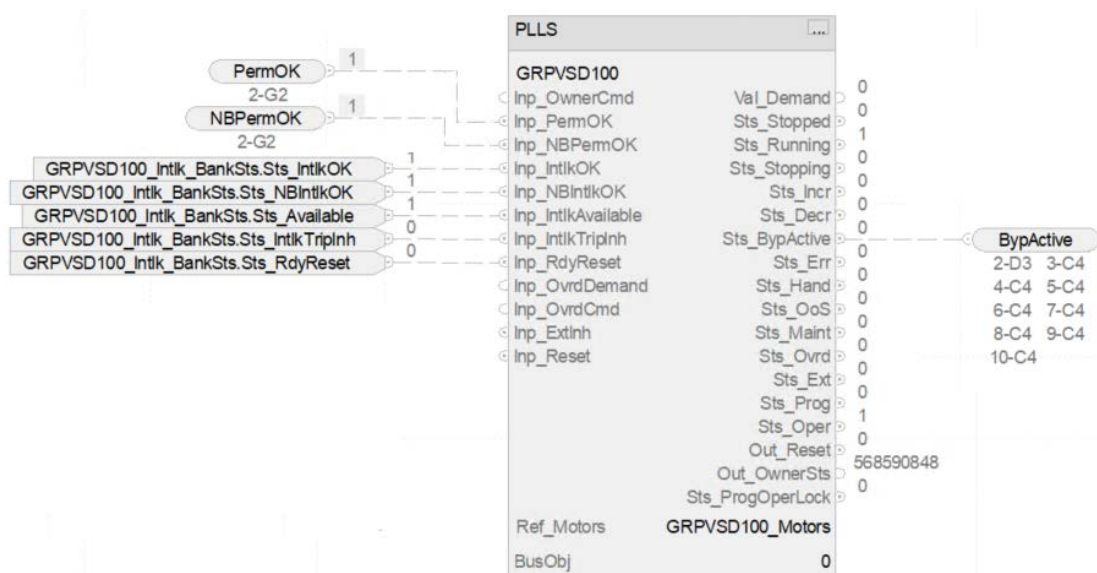 PLLS ...
GRPVSD100
PermOK 1
2-G2
NBPermOK 1
2-G2
GRPVSD100_Intlk_BankSts.Sts_IntlkOK 1
GRPVSD100_Intlk_BankSts.Sts_NBIntlkOK 1
GRPVSD100_Intlk_BankSts.Sts_Available 1
GRPVSD100_Intlk_BankSts.Sts_IntlkTripInh 0
GRPVSD100_Intlk_BankSts.Sts_RdyReset 0
Inp_OwnerCmd Val_Demand 0
Inp_PermOK Sts_Stopped 0
Inp_NBPermOK Sts_Running 1
Inp_IntlkOK Sts_Stopping 0
Inp_NBIntlkOK Sts_Incr 0
Inp_IntlkAvailable Sts_Decr 0
Inp_IntlkTripInh Sts_BypActive 0
Inp_RdyReset Sts_Err 0
Inp_OvrdDemand Sts_Hand 0
Inp_OvrdCmd Sts_OoS 0
Inp_ExtInh Sts_Maint 0
Inp_Reset Sts_Ovrd 0
Sts_Ext 0
Sts_Prog 0
Sts_Oper 1
Out_Reset 0
Out_OwnerSts 568590848
Sts_ProgOperLock 0
Ref_Motors GRPVSD100_Motors
BusObj 0
BypActive
2-D3 3-C4
4-C4 5-C4
6-C4 7-C4
8-C4 9-C4
10-C4